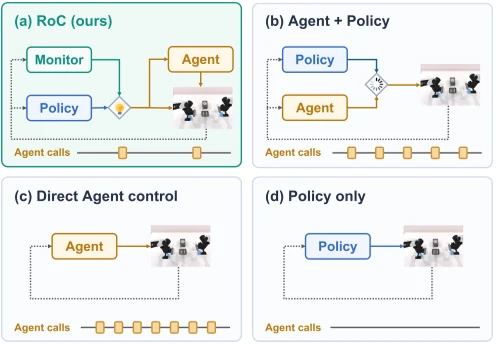 (a) RoC (ours)
Monitor
Agent
Policy
Agent calls
(b) Agent + Policy
Policy
Agent
Agent calls
(c) Direct Agent control
Agent
Agent calls
(d) Policy only
Policy
Agent calls